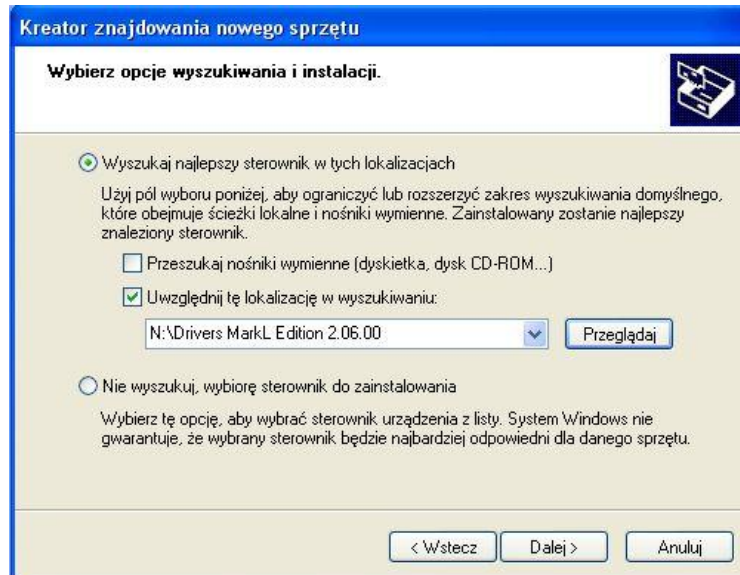 Kreator znajdowania nowego sprzętu
Wybierz opcje wyszukiwania i instalacji.
Wyszukaj najlepszy sterownik w tych lokalizacjach
Użyj pól wyboru poniżej, aby ograniczyć lub rozszerzyć zakres wyszukiwania domyślnego,
które obejmuje ścieżki lokalne i nośniki wymienne. Zainstalowany zostanie najlepszy
znaleziony sterownik.
Przeszukaj nośniki wymienne (dyskietka, dysk CD-ROM...)
Uwzględnij tę lokalizację w wyszukiwaniu:
N:\Drivers MarkL Edition 2.06.00
Przeglądaj
Nie wyszukuj, wybiorę sterownik do zainstalowania
Wybierz tę opcję, aby wybrać sterownik urządzenia z listy. System Windows nie
gwarantuje, że wybrany sterownik będzie najbardziej odpowiedni dla danego sprzętu.
< Wstecz
Dalej >
Anuluj